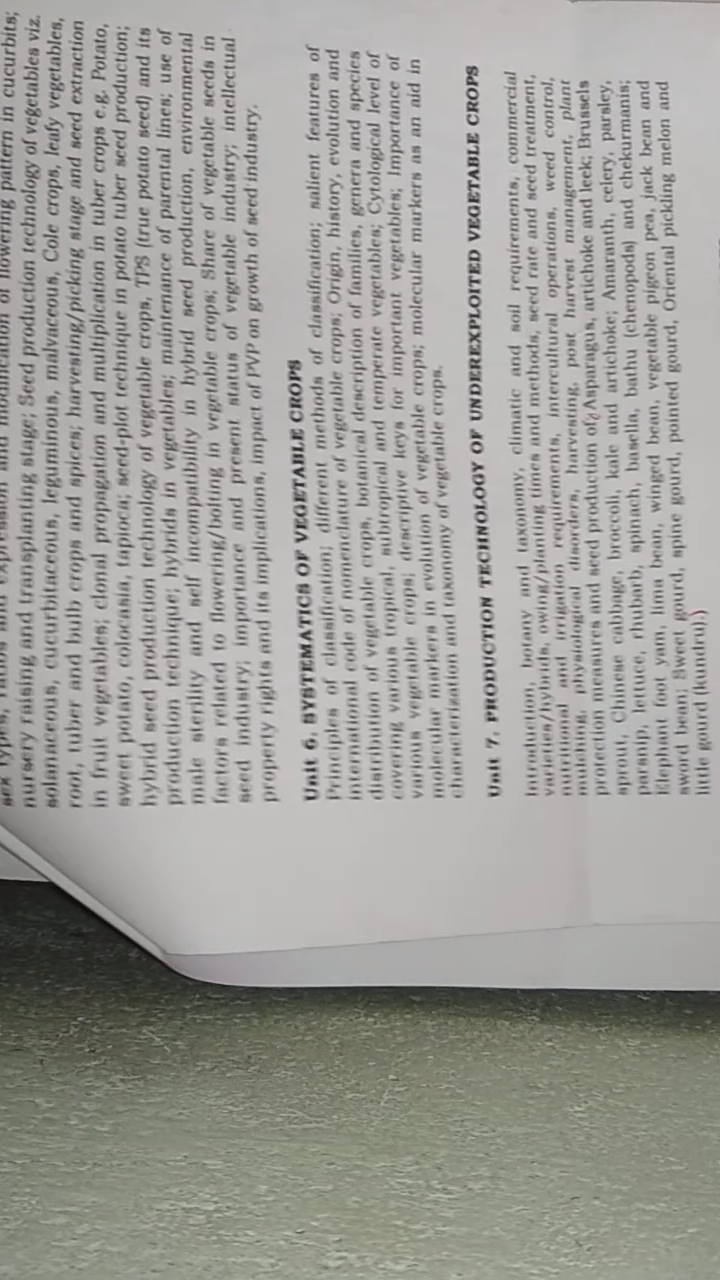 sex types, ratios and expression and modification of flowering pattern in cucurbits;
nursery raising and transplanting stage; Seed production technology of vegetables viz.
solanaceous, cucurbitaceous, leguminous, malvaceous, Cole crops, leafy vegetables,
root, tuber and bulb crops and spices; harvesting/picking stage and seed extraction
in fruit vegetables; clonal propagation and multiplication in tuber crops e.g. Potato,
sweet potato, colocasia, tapioca; seed-plot technique in potato tuber seed production;
hybrid seed production technology of vegetable crops, TPS (true potato seed) and its
production technique; hybrids in vegetables; maintenance of parental lines; use of
male sterility and self incompatibility in hybrid seed production, environmental
factors related to flowering/bolting in vegetable crops; Share of vegetable seeds in
seed industry; importance and present status of vegetable industry; intellectual
property rights and its implications, impact of PVP on growth of seed industry.
Unit 6. SYSTEMATICS OF VEGETABLE CROPS
Principles of classification; different methods of classification; salient features of
international code of nomenclature of vegetable crops; Origin, history, evolution and
distribution of vegetable crops, botanical description of families, genera and species
covering various tropical, subtropical and temperate vegetables; Cytological level of
various vegetable crops; descriptive keys for important vegetables; Importance of
molecular markers in evolution of vegetable crops; molecular markers as an aid in
characterization and taxonomy of vegetable crops.
Unit 7. PRODUCTION TECHNOLOGY OF UNDEREXPLOITED VEGETABLE CROPS
Introduction, botany and taxonomy, climatic and soil requirements, commercial
varieties/hybrids, owing/planting times and methods, seed rate and seed treatment,
nutritional and irrigation requirements, intercultural operations, weed control,
mulching, physiological disorders, harvesting, post harvest management, plant
protection measures and seed production of; Asparagus, artichoke and leek; Brussels
sprout, Chinese cabbage, broccoli, kale and artichoke; Amaranth, celery, parsley,
parsnip, lettuce, rhubarb, spinach, basella, bathu (chenopods) and chekurmanis;
Elephant foot yam, lima bean, winged bean, vegetable pigeon pea, jack bean and
sword bean; Sweet gourd, spine gourd, pointed gourd, Oriental pickling melon and
little gourd (kundru).)